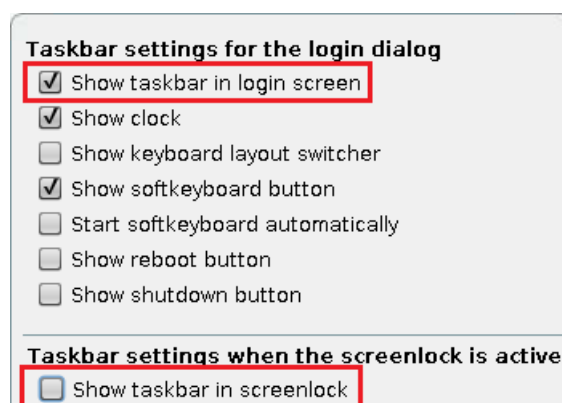 Taskbar settings for the login dialog
Show taskbar in login screen
Show clock
Show keyboard layout switcher
Show softkeyboard button
Start softkeyboard automatically
Show reboot button
Show shutdown button
Taskbar settings when the screenlock is active
Show taskbar in screenlock